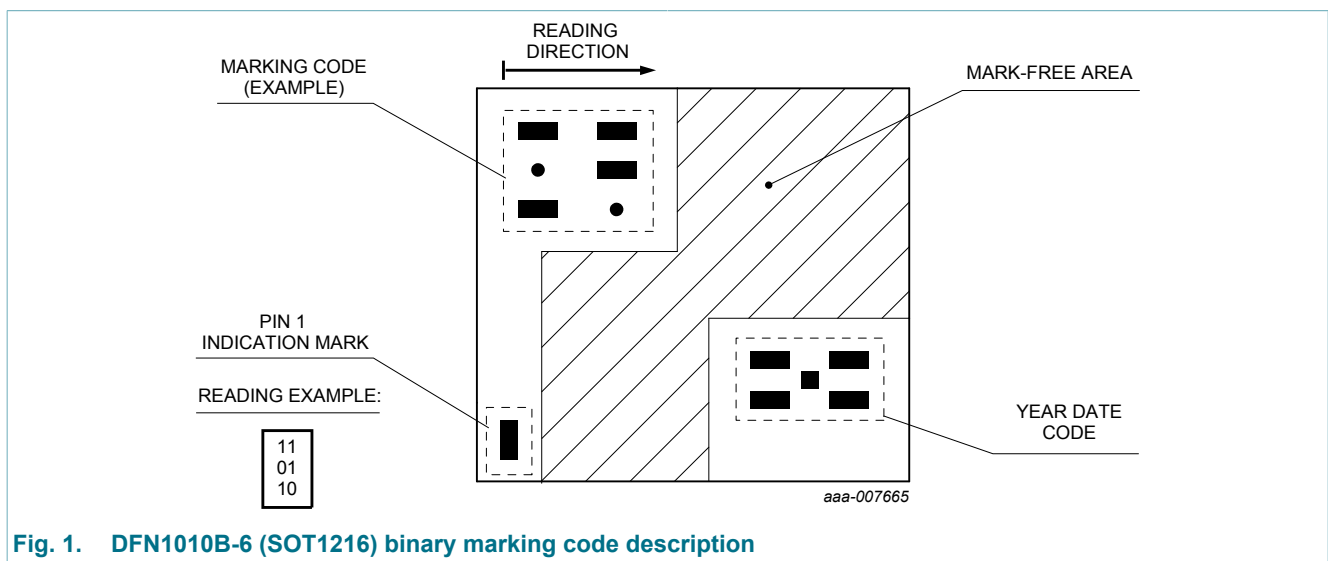 READING
DIRECTION
MARKING CODE
(EXAMPLE)
MARK-FREE AREA
PIN 1
INDICATION MARK
READING EXAMPLE:
11
01
10
YEAR DATE
CODE
aaa-007665
Fig. 1. DFN1010B-6 (SOT1216) binary marking code description